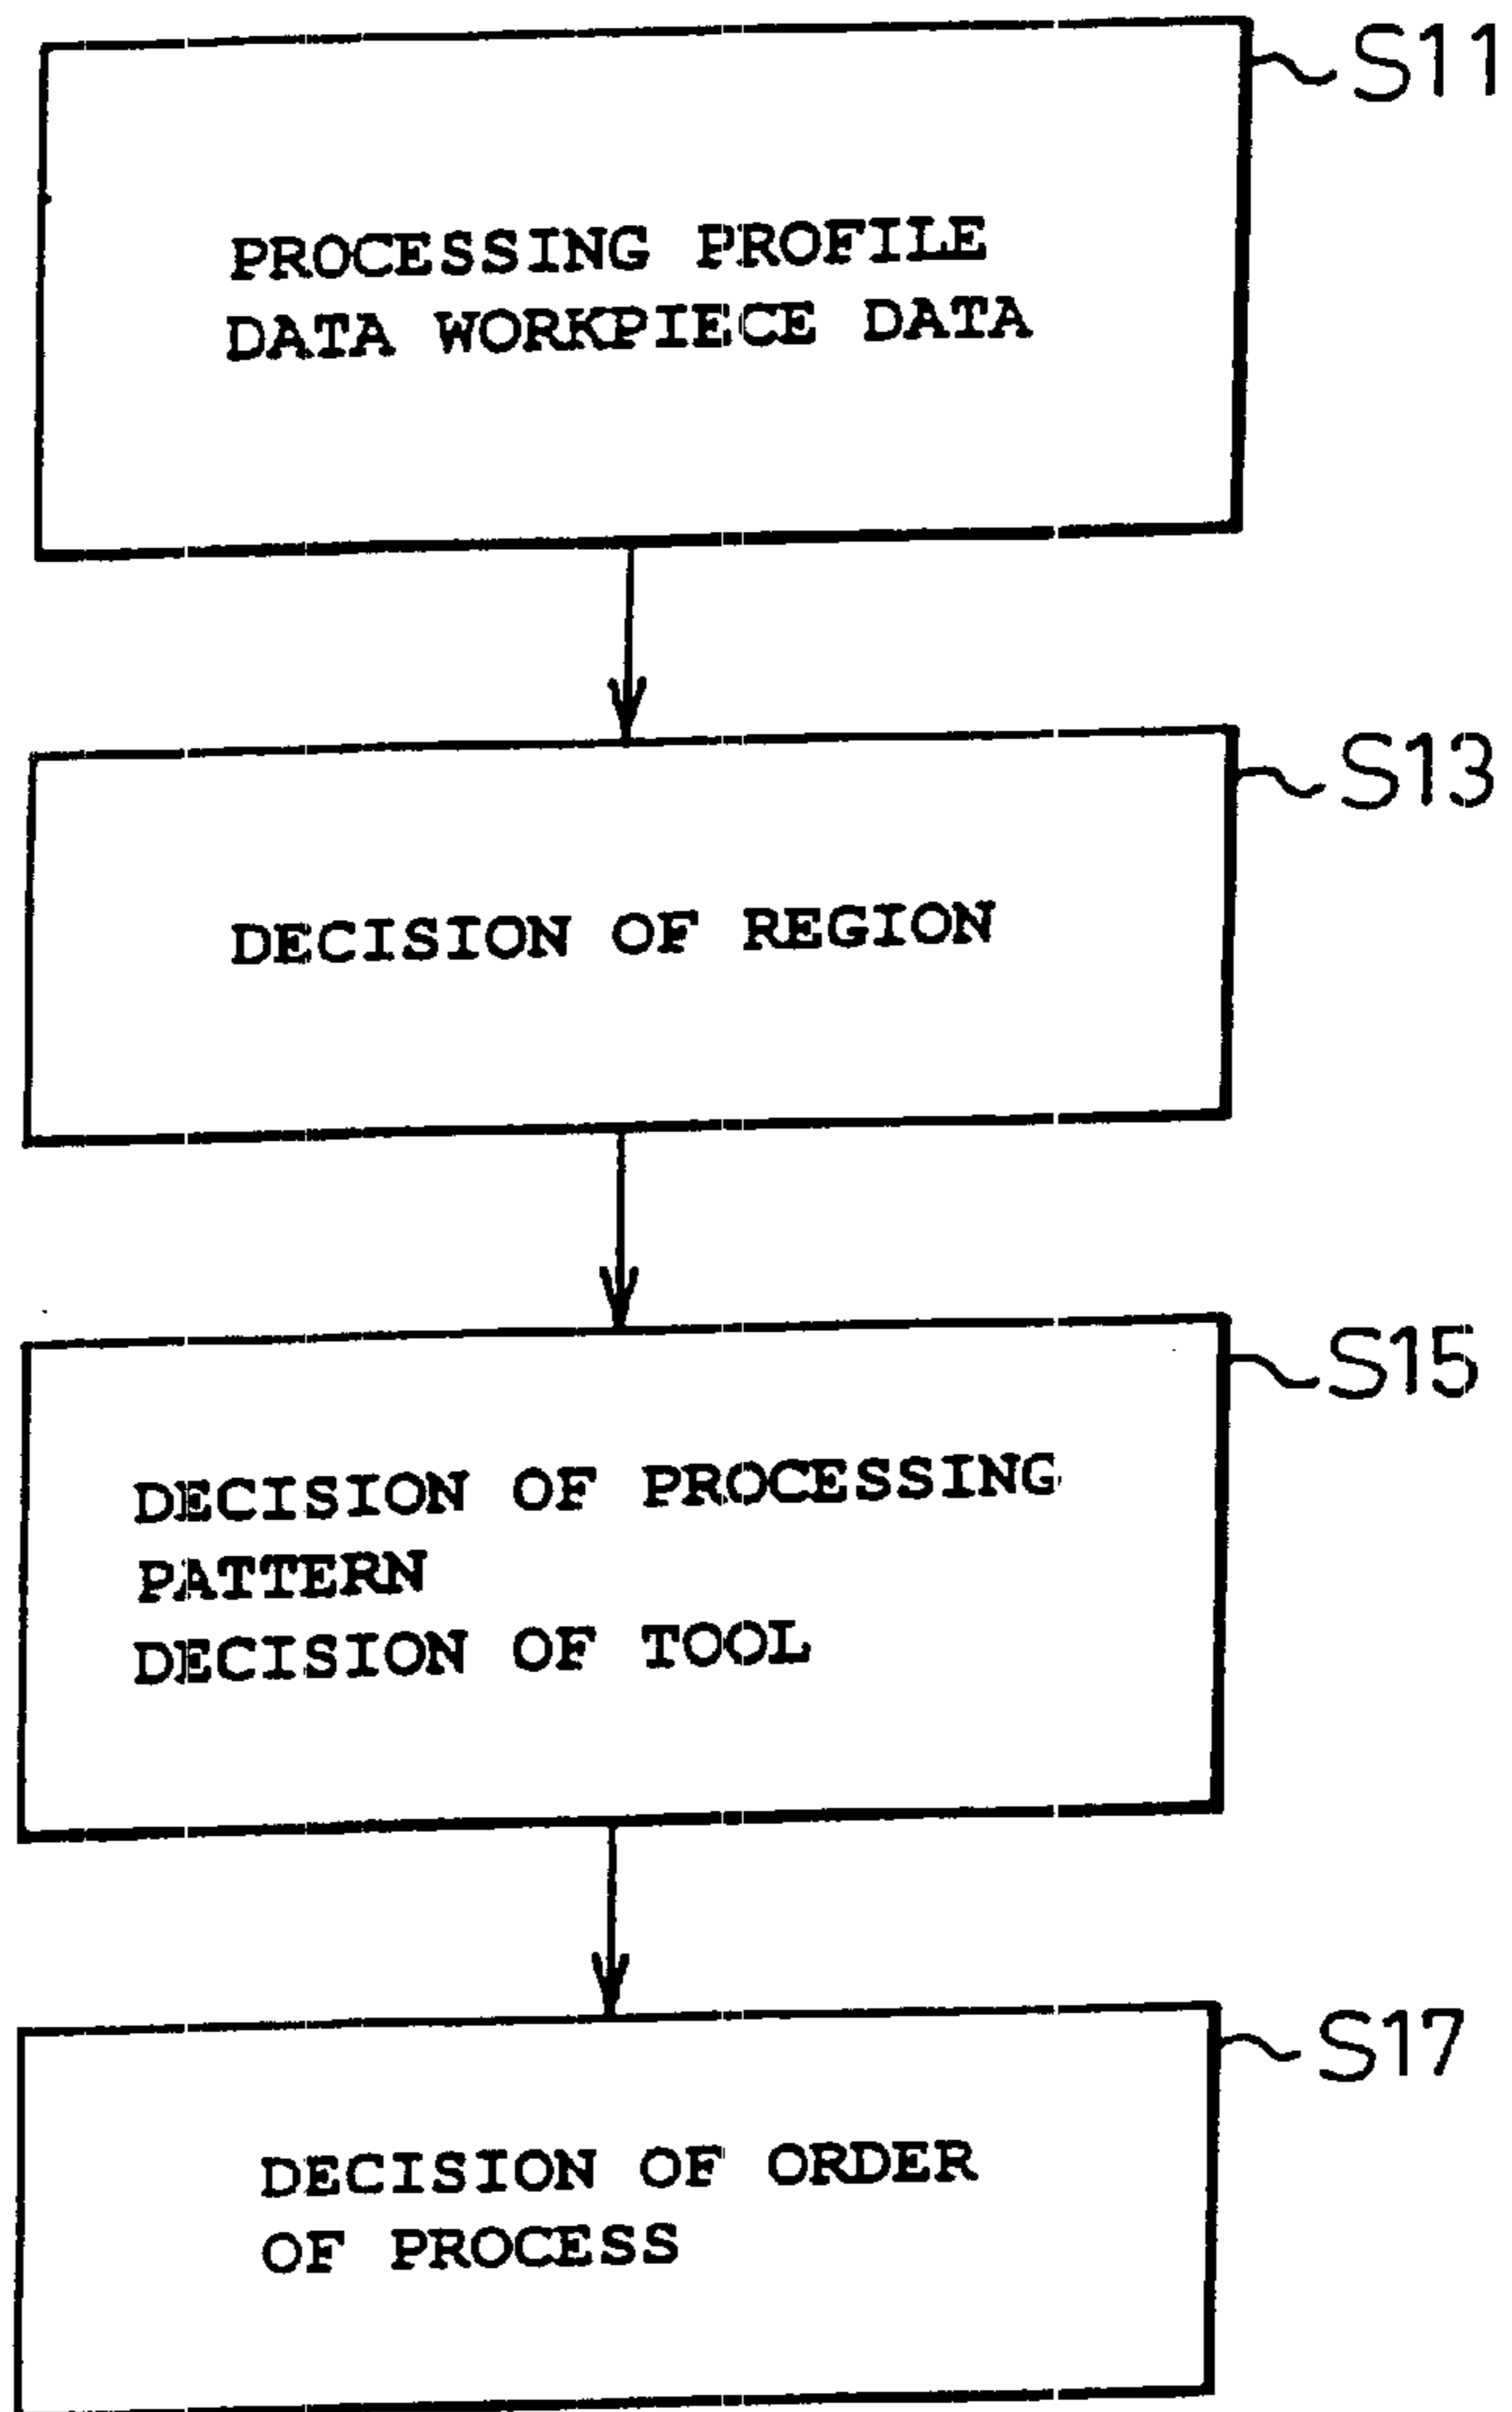 S11
PROCESSING PROFILE
DATA WORKPIECE DATA
S13
DECISION OF REGION
S15
DECISION OF PROCESSING
PATTERN
DECISION OF TOOL
S17
DECISION OF ORDER
OF PROCESS